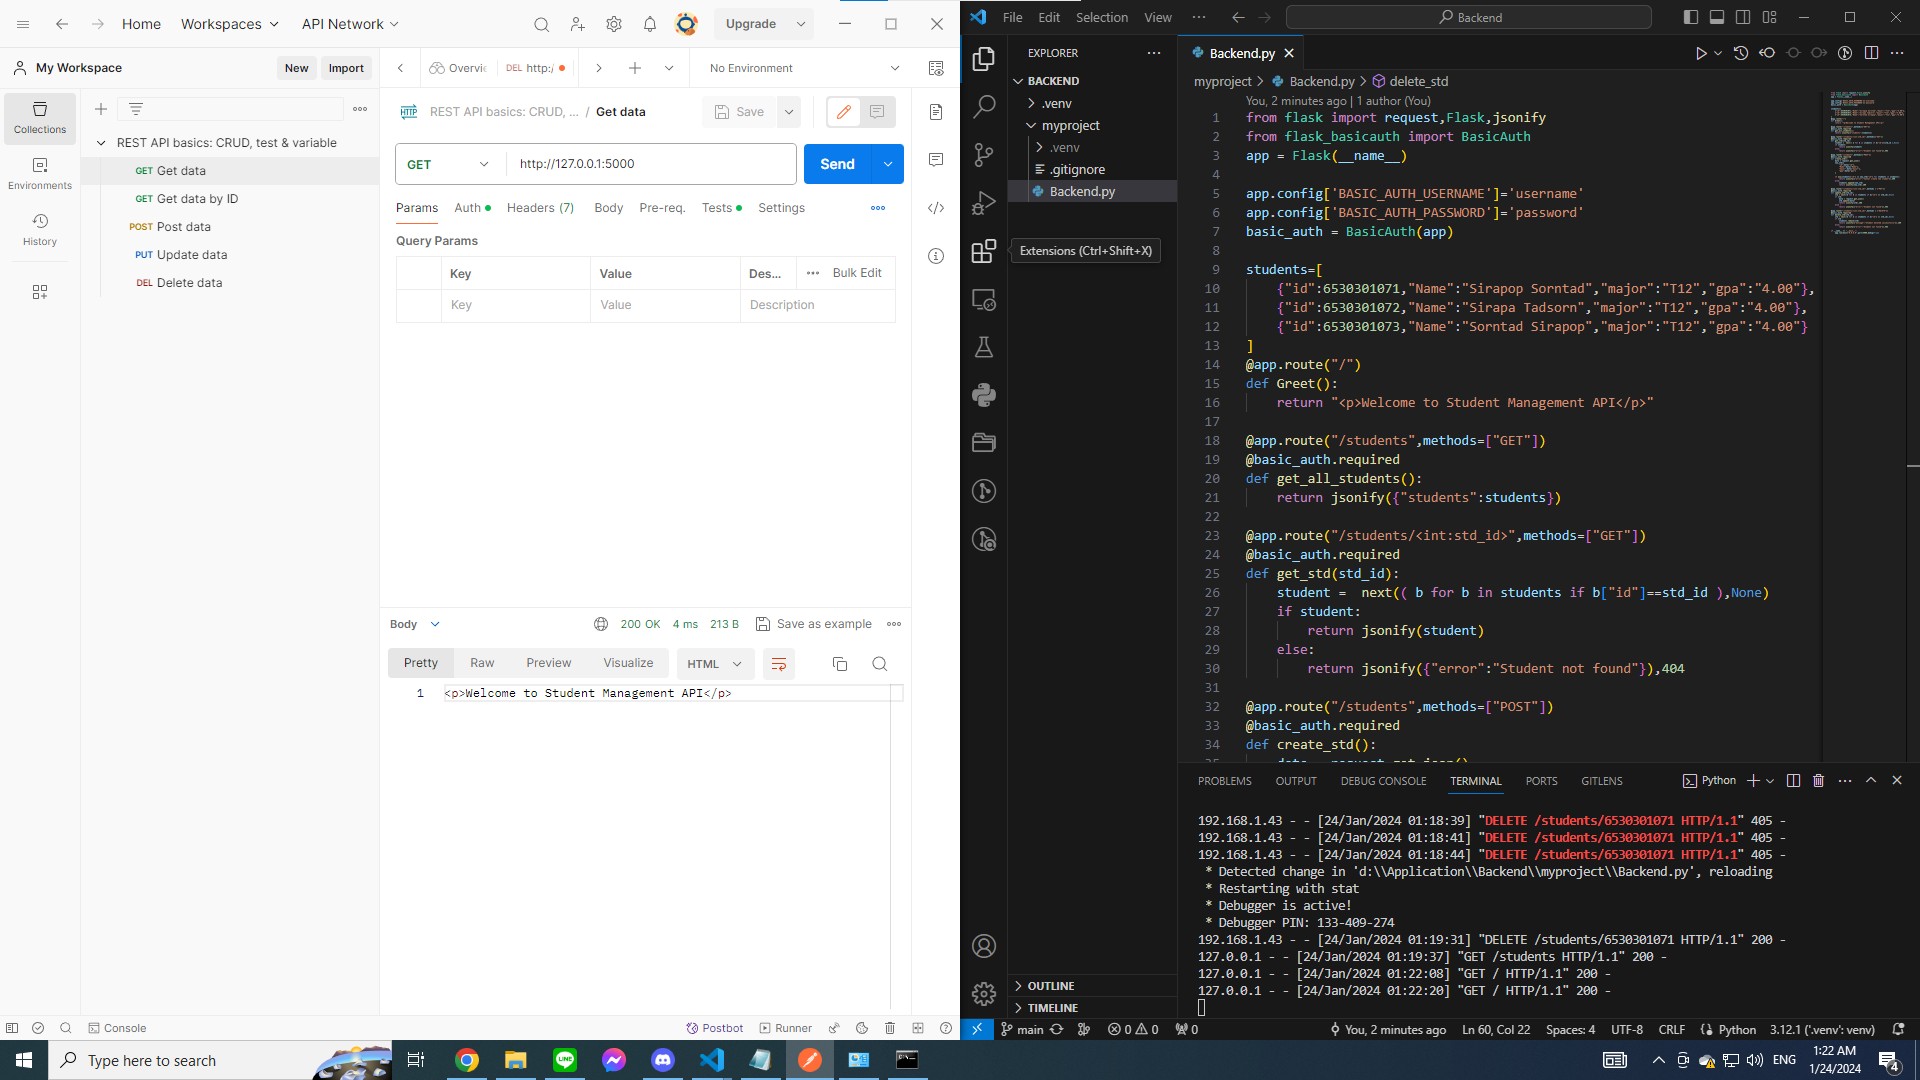 Home
Workspaces
API Network
Upgrade
My Workspace
New
Import
Overvie
DEL http:/
No Environment
Collections
Environments
History
REST API basics: CRUD, test & variable
GET Get data
GET Get data by ID
POST Post data
PUT Update data
DEL Delete data
HTTP
REST API basics: CRUD, ... / Get data
Save
GET
http://127.0.0.1:5000
Send
Params
Auth
Headers (7)
Body
Pre-req.
Tests
Settings
Query Params
Key
Value
Des...
Bulk Edit
Key
Value
Description
Body
200 OK
4 ms
213 B
Save as example
Pretty
Raw
Preview
Visualize
HTML
1 <p>Welcome to Student Management API</p>
Console
Postbot
Runner
File
Edit
Selection
View
Backend
EXPLORER
BACKEND
.venv
myproject
.venv
.gitignore
Backend.py
Extensions (Ctrl+Shift+X)
OUTLINE
TIMELINE
Backend.py
myproject > Backend.py > delete_std
You, 2 minutes ago | 1 author (You)
1 from flask import request,Flask,jsonify
2 from flask_basicauth import BasicAuth
3 app = Flask(__name__)
4
5 app.config['BASIC_AUTH_USERNAME']='username'
6 app.config['BASIC_AUTH_PASSWORD']='password'
7 basic_auth = BasicAuth(app)
8
9 students=[
10 {"id":6530301071,"Name":"Sirapop Sorntad","major":"T12","gpa":"4.00"},
11 {"id":6530301072,"Name":"Sirapa Tadsorn","major":"T12","gpa":"4.00"},
12 {"id":6530301073,"Name":"Sorntad Sirapop","major":"T12","gpa":"4.00"}
13 ]
14 @app.route("/")
15 def Greet():
16 return "<p>Welcome to Student Management API</p>"
17
18 @app.route("/students",methods=["GET"])
19 @basic_auth.required
20 def get_all_students():
21 return jsonify({"students":students})
22
23 @app.route("/students/<int:std_id>",methods=["GET"])
24 @basic_auth.required
25 def get_std(std_id):
26 student =  next(( b for b in students if b["id"]==std_id ),None)
27 if student:
28 return jsonify(student)
29 else:
30 return jsonify({"error":"Student not found"}),404
31
32 @app.route("/students",methods=["POST"])
33 @basic_auth.required
34 def create_std():
PROBLEMS
OUTPUT
DEBUG CONSOLE
TERMINAL
PORTS
GITLENS
Python
192.168.1.43 - - [24/Jan/2024 01:18:39] "DELETE /students/6530301071 HTTP/1.1" 405 -
192.168.1.43 - - [24/Jan/2024 01:18:41] "DELETE /students/6530301071 HTTP/1.1" 405 -
192.168.1.43 - - [24/Jan/2024 01:18:44] "DELETE /students/6530301071 HTTP/1.1" 405 -
* Detected change in 'd:\\Application\\Backend\\myproject\\Backend.py', reloading
* Restarting with stat
* Debugger is active!
* Debugger PIN: 133-409-274
192.168.1.43 - - [24/Jan/2024 01:19:31] "DELETE /students/6530301071 HTTP/1.1" 200 -
127.0.0.1 - - [24/Jan/2024 01:19:37] "GET /students HTTP/1.1" 200 -
127.0.0.1 - - [24/Jan/2024 01:22:08] "GET / HTTP/1.1" 200 -
127.0.0.1 - - [24/Jan/2024 01:22:20] "GET / HTTP/1.1" 200 -
main
0
0
0
You, 2 minutes ago
Ln 60, Col 22
Spaces: 4
UTF-8
CRLF
Python
3.12.1 ('.venv': venv)
Type here to search
LINE
ENG
1:22 AM
1/24/2024
4